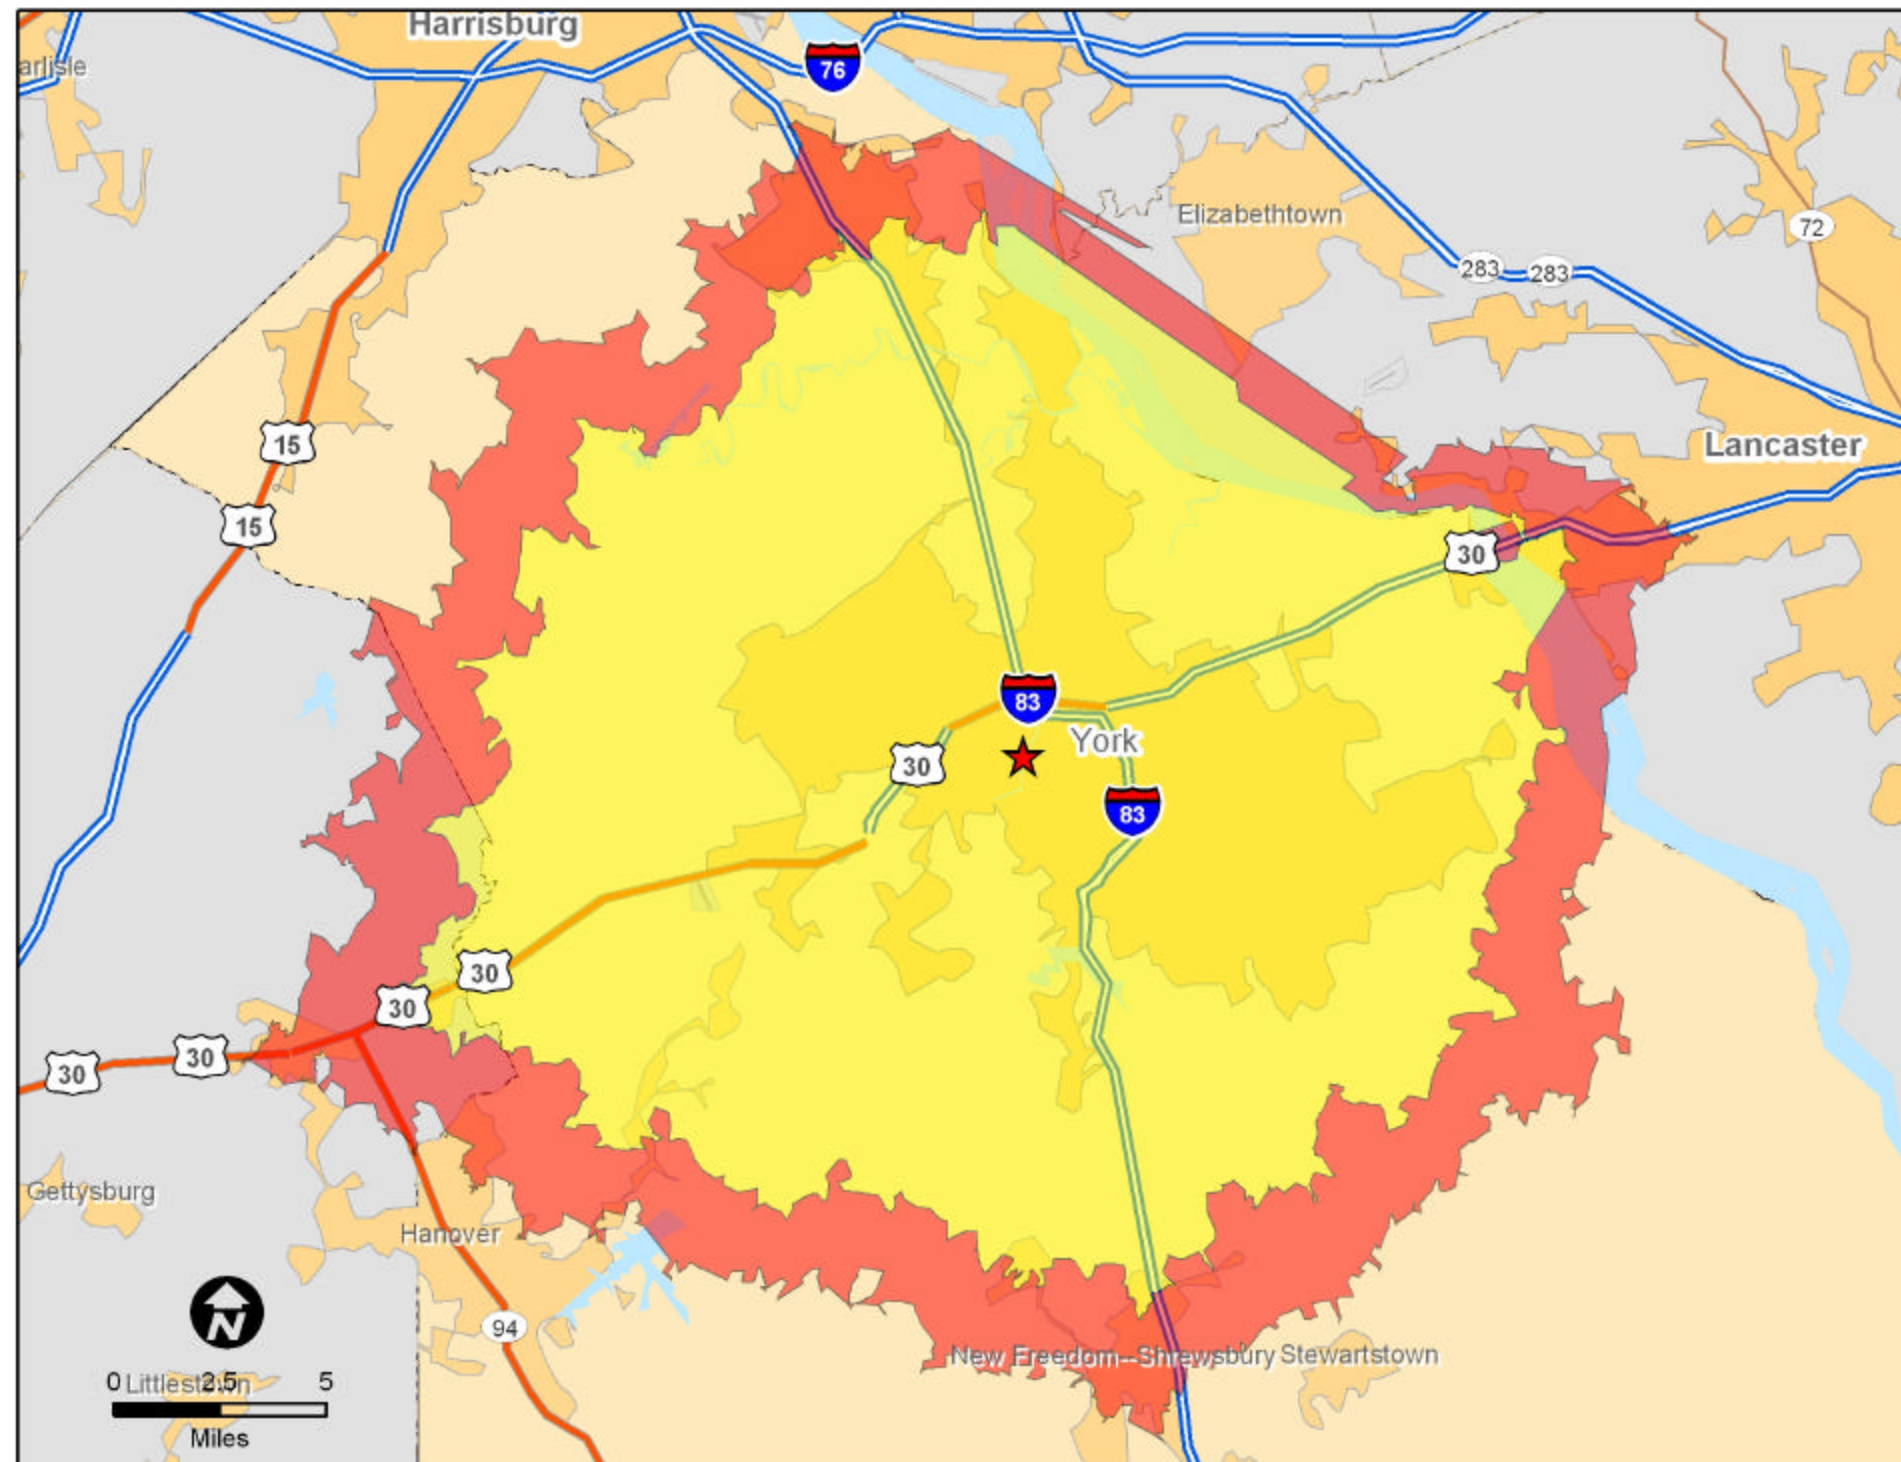 Harrisburg
arlisle
76
Elizabethtown
72
283
283
15
Lancaster
15
30
83
York
30
83
30
30
30
30
Gettysburg
Hanover
N
94
New Freedom--Shrewsbury Stewartstown
0 2.5 5
Littlestown
Miles